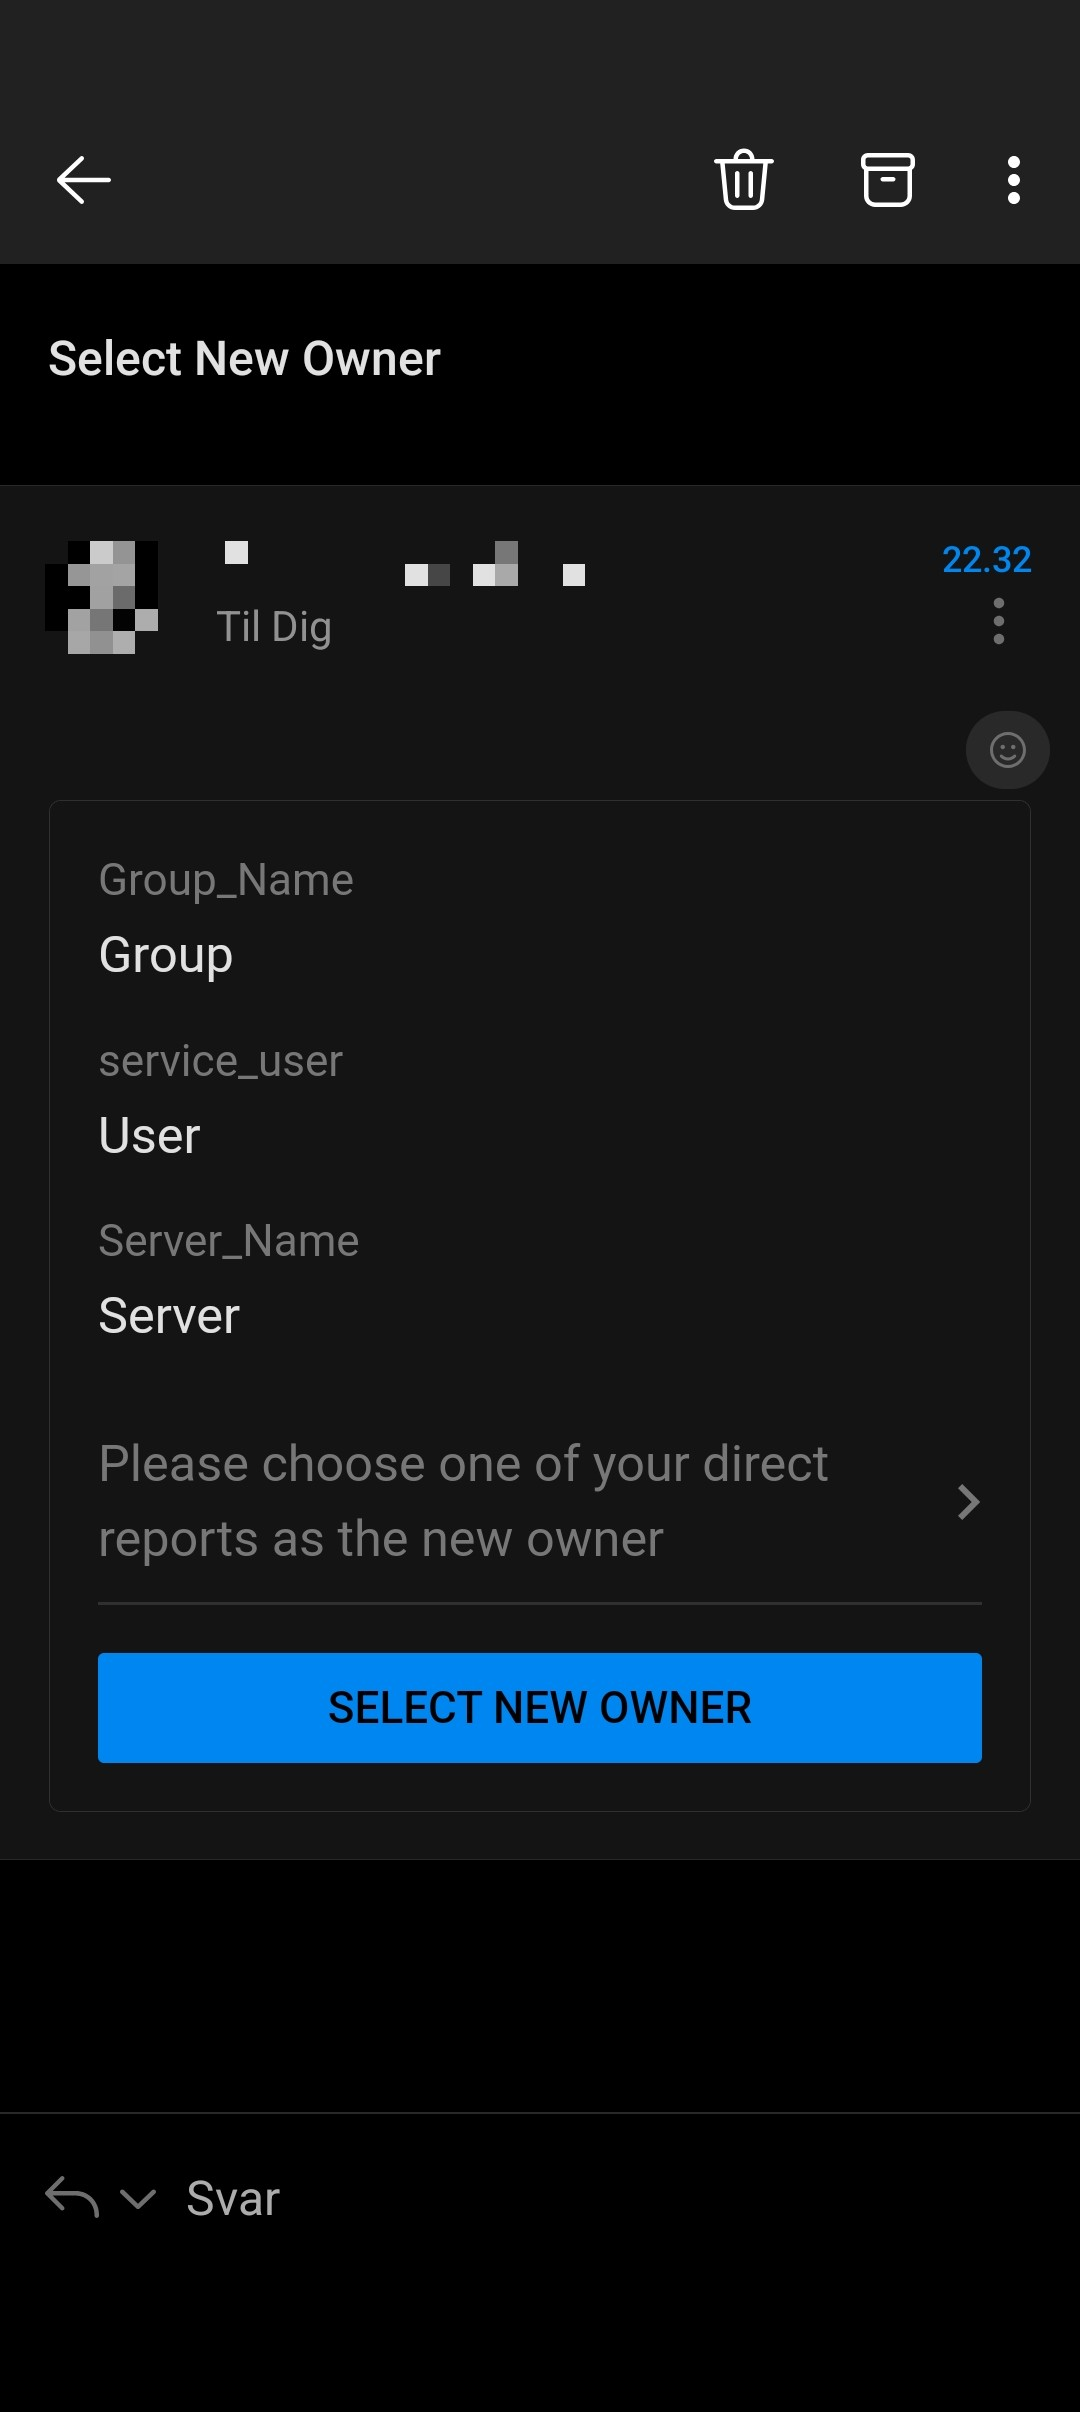 Select New Owner
22.32
Til Dig
Group_Name
Group
service_user
User
Server_Name
Server
Please choose one of your direct
reports as the new owner
SELECT NEW OWNER
Svar